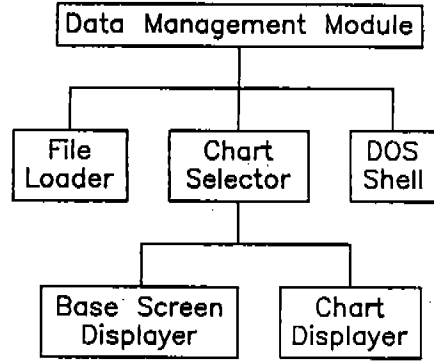 Data Management Module
File
Loader
Chart
Selector
DOS
Shell
Base Screen
Displayer
Chart
Displayer